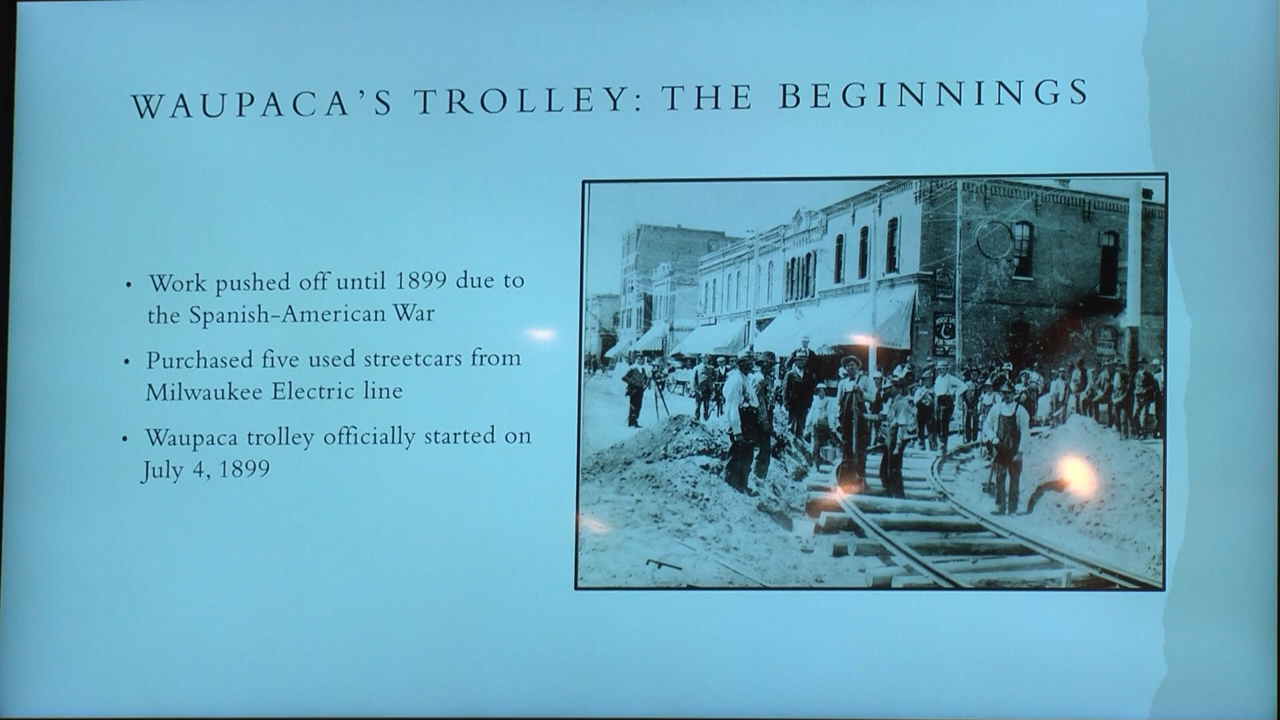 WAUPACA'S TROLLEY: THE BEGINNINGS
• Work pushed off until 1899 due to
the Spanish-American War
• Purchased five used streetcars from
Milwaukee Electric line
• Waupaca trolley officially started on
July 4, 1899